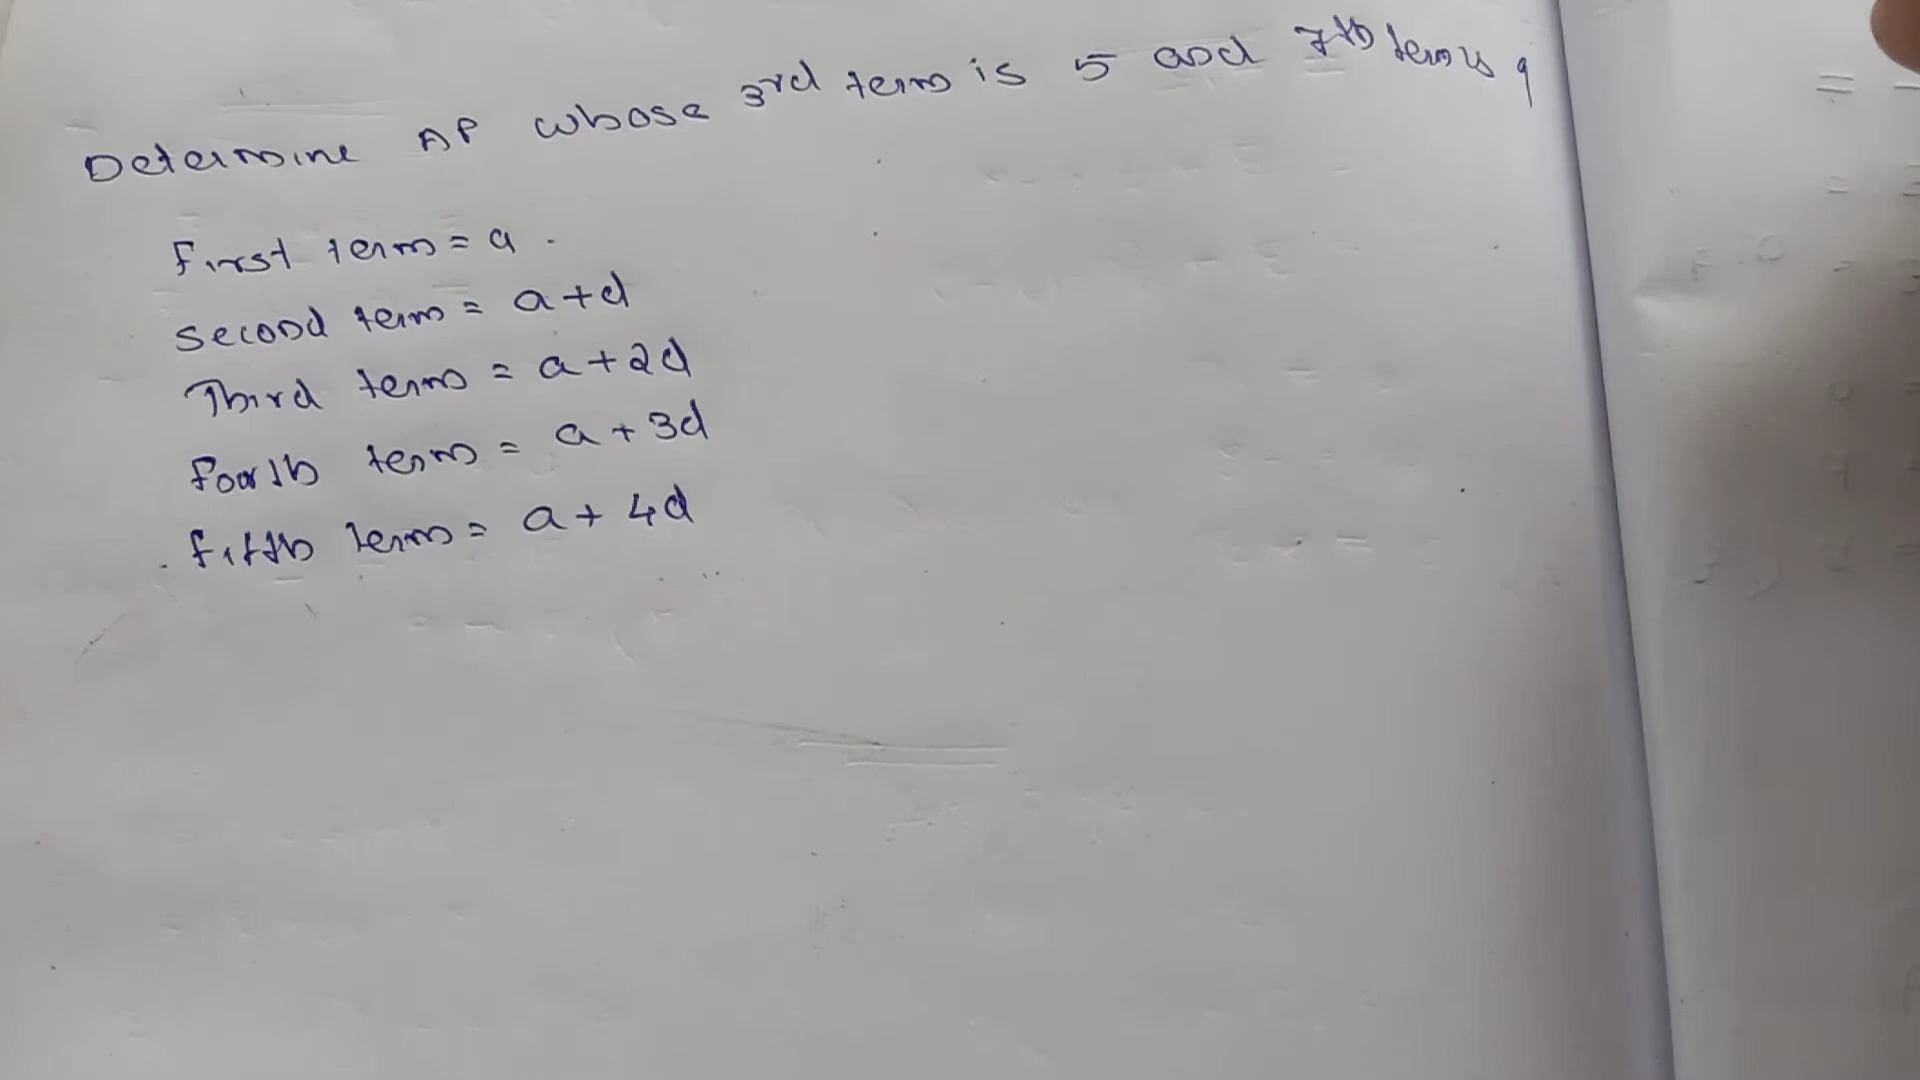 Determine AP whose 3rd term is 5 and 7th term is 9
First term = a.
Second term = a+d
Third term = a+2d
Fourth term = a+3d
Fifth term = a+4d